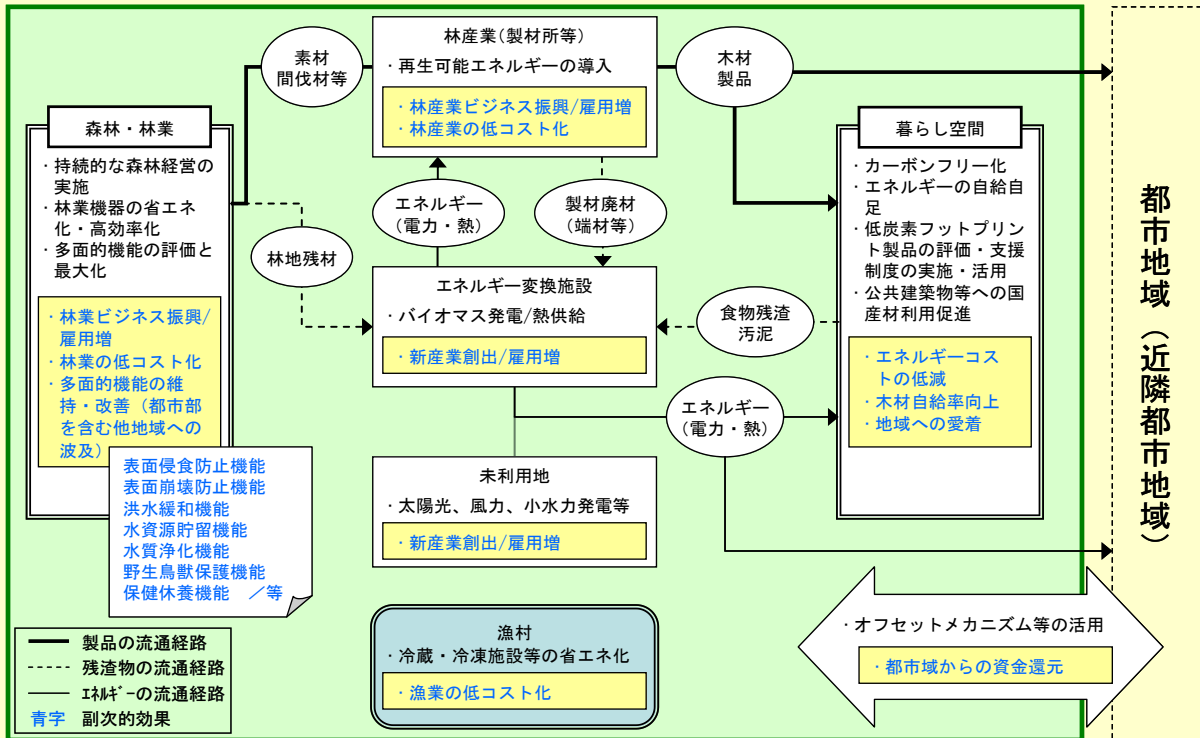 素材
間伐材等
林産業(製材所等)
・再生可能エネルギーの導入
・林産業ビジネス振興/雇用増
・林産業の低コスト化
木材
製品
森林・林業
・持続的な森林経営の
実施
・林業機器の省エネ
化・高効率化
・多面的機能の評価と
最大化
・林業ビジネス振興/
雇用増
・林業の低コスト化
・多面的機能の維
持・改善(都市部
を含む他地域への
波及)
表面侵食防止機能
表面崩壊防止機能
洪水緩和機能
水資源貯留機能
水質浄化機能
野生鳥獣保護機能
保健休養機能 /等
エネルギー
(電力・熱)
製材廃材
(端材等)
林地残材
エネルギー変換施設
・バイオマス発電/熱供給
・新産業創出/雇用増
食物残渣
汚泥
エネルギー
(電力・熱)
未利用地
・太陽光、風力、小水力発電等
・新産業創出/雇用増
暮らし空間
・カーボンフリー化
・エネルギーの自給自
足
・低炭素フットプリン
ト製品の評価・支援
制度の実施・活用
・公共建築物等への国
産材利用促進
・エネルギーコス
トの低減
・木材自給率向上
・地域への愛着
都市地域(近隣都市地域)
漁村
・冷蔵・冷凍施設等の省エネ化
・漁業の低コスト化
・オフセットメカニズム等の活用
・都市域からの資金還元
製品の流通経路
残渣物の流通経路
エネルギーの流通経路
青字 副次的効果